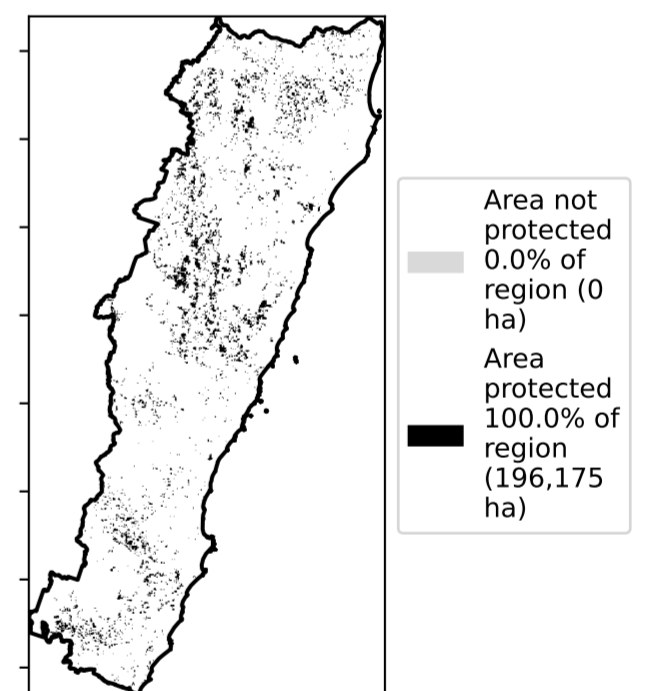 Area not
protected
0.0% of
region (0
ha)
Area
protected
100.0% of
region
(196,175
ha)